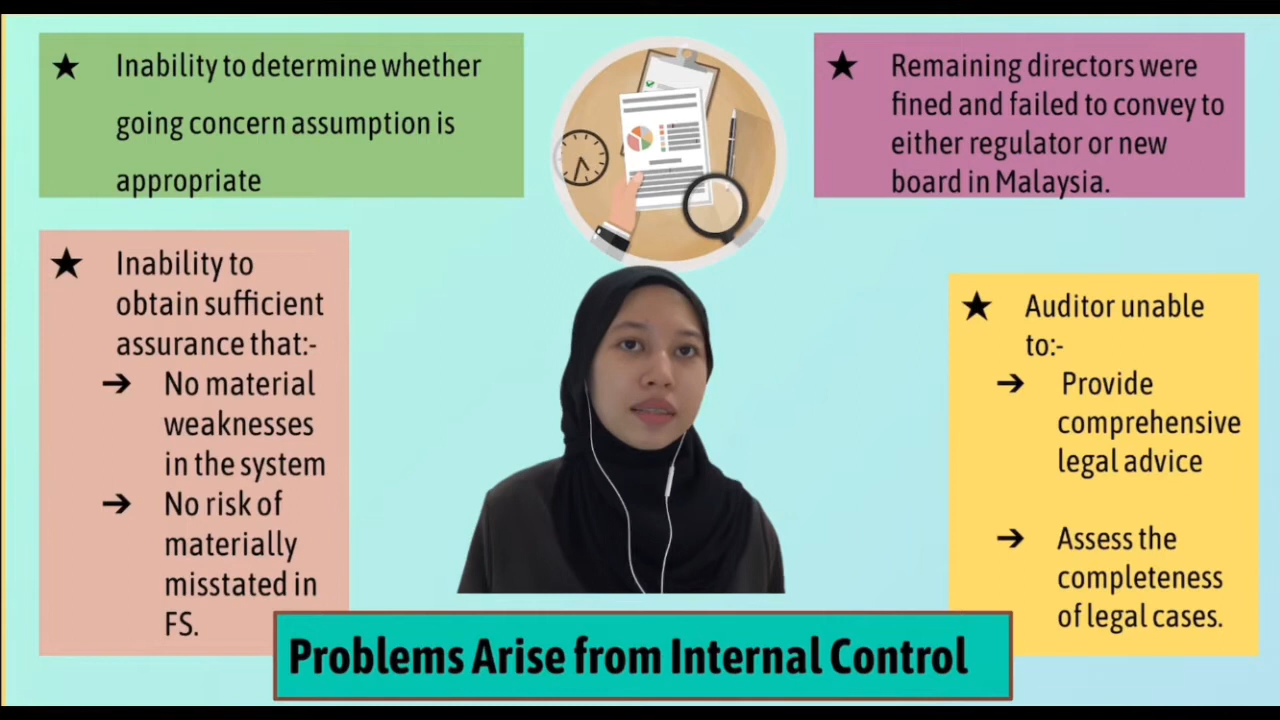 ★ Inability to determine whether
going concern assumption is
appropriate
★ Remaining directors were
fined and failed to convey to
either regulator or new
board in Malaysia.
★ Inability to
obtain sufficient
assurance that:-
➔ No material
weaknesses
in the system
➔ No risk of
materially
misstated in
FS.
★ Auditor unable
to:-
➔ Provide
comprehensive
legal advice
➔ Assess the
completeness
of legal cases.
Problems Arise from Internal Control